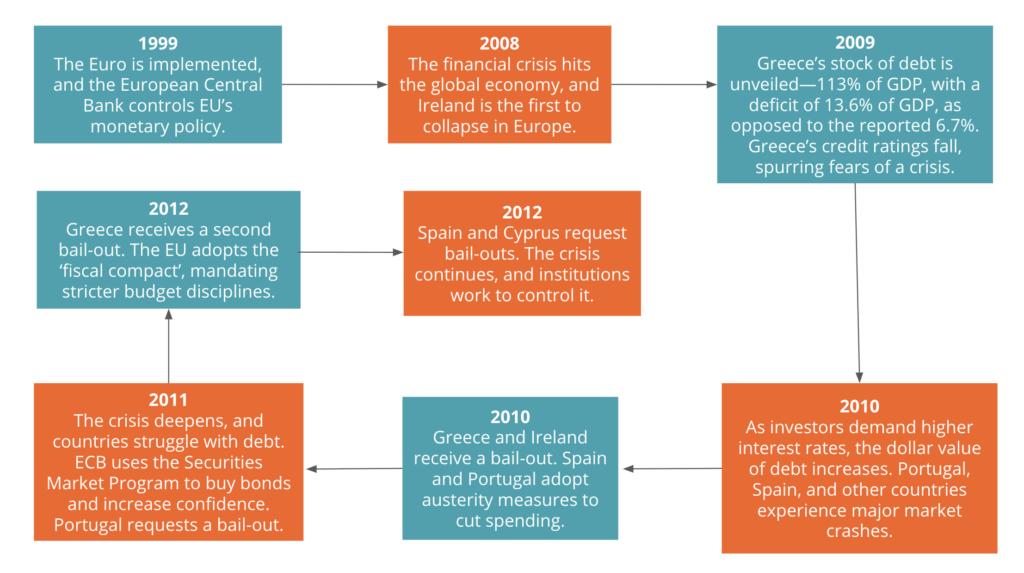 1999
The Euro is implemented,
and the European Central
Bank controls EU’s
monetary policy.
2008
The financial crisis hits
the global economy, and
Ireland is the first to
collapse in Europe.
2009
Greece’s stock of debt is
unveiled—113% of GDP, with a
deficit of 13.6% of GDP, as
opposed to the reported 6.7%.
Greece’s credit ratings fall,
spurring fears of a crisis.
2010
As investors demand higher
interest rates, the dollar value
of debt increases. Portugal,
Spain, and other countries
experience major market
crashes.
2010
Greece and Ireland
receive a bail-out. Spain
and Portugal adopt
austerity measures to
cut spending.
2011
The crisis deepens, and
countries struggle with debt.
ECB uses the Securities
Market Program to buy bonds
and increase confidence.
Portugal requests a bail-out.
2012
Greece receives a second
bail-out. The EU adopts the
‘fiscal compact’, mandating
stricter budget disciplines.
2012
Spain and Cyprus request
bail-outs. The crisis
continues, and institutions
work to control it.